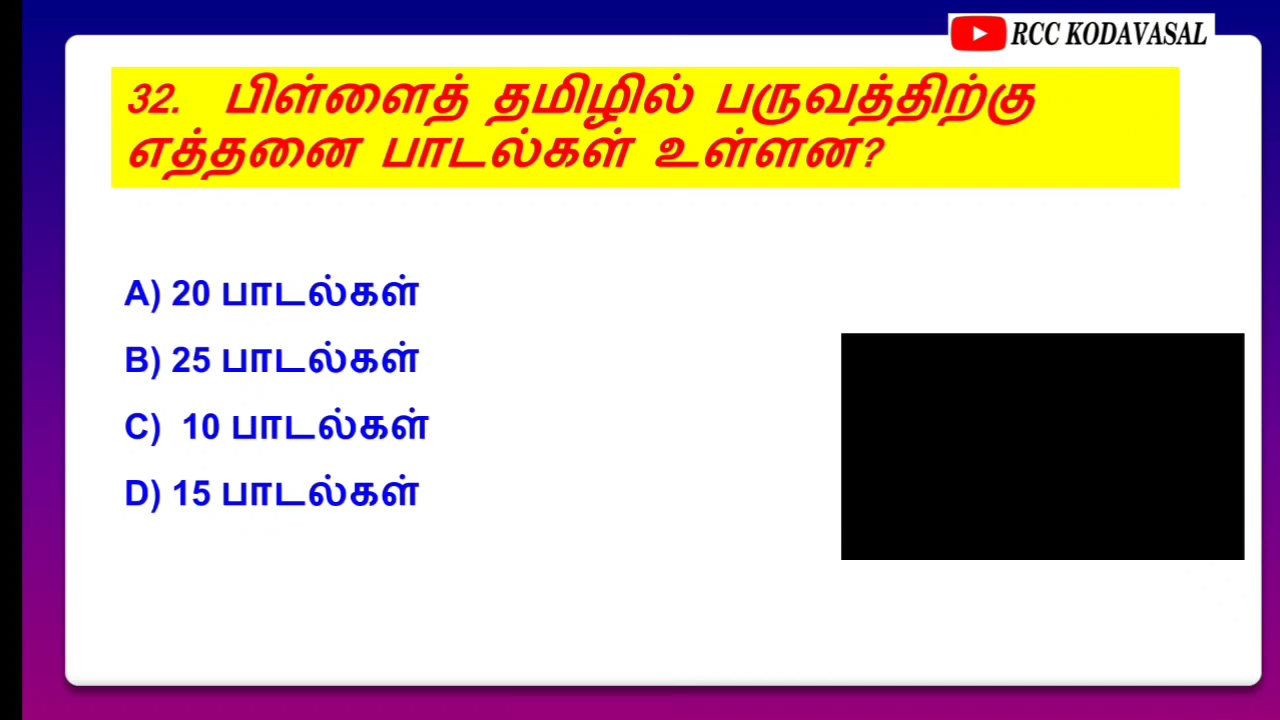 RCC KODAVASAL
32. பிள்ளைத் தமிழில் பருவத்திற்கு
எத்தனை பாடல்கள் உள்ளன?
A) 20 பாடல்கள்
B) 25 பாடல்கள்
C) 10 பாடல்கள்
D) 15 பாடல்கள்